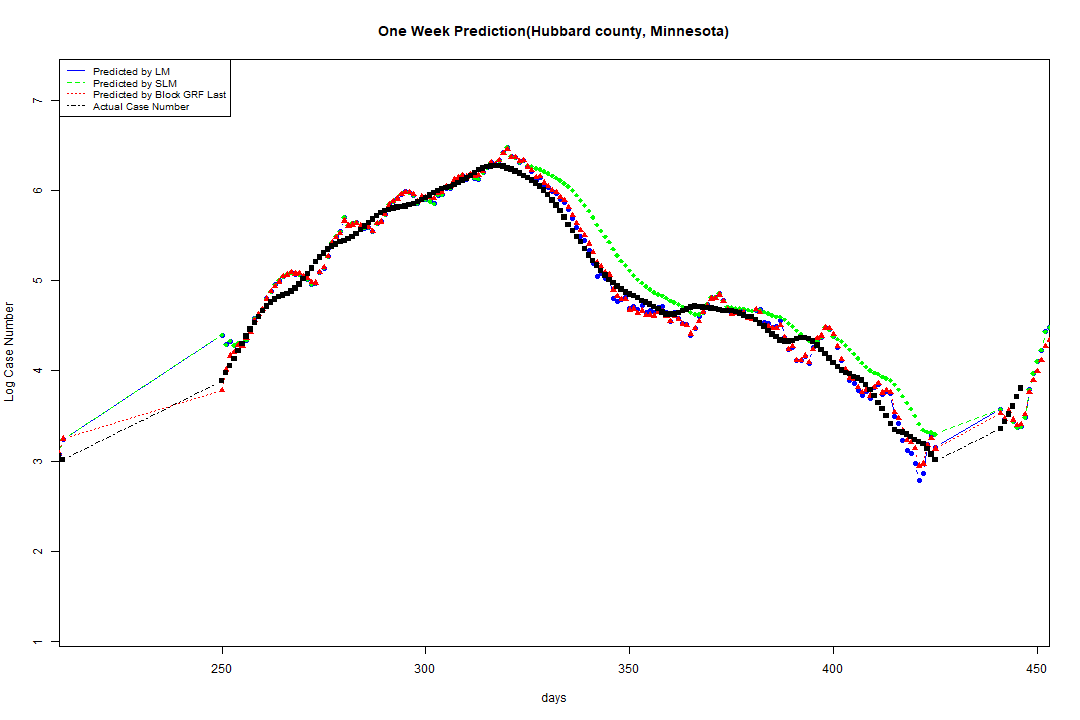 One Week Prediction(Hubbard county, Minnesota)
Predicted by LM
Predicted by SLM
Predicted by Block GRF Last
Actual Case Number
7
6
5
4
3
2
1
Log Case Number
250 300 350 400 450
days